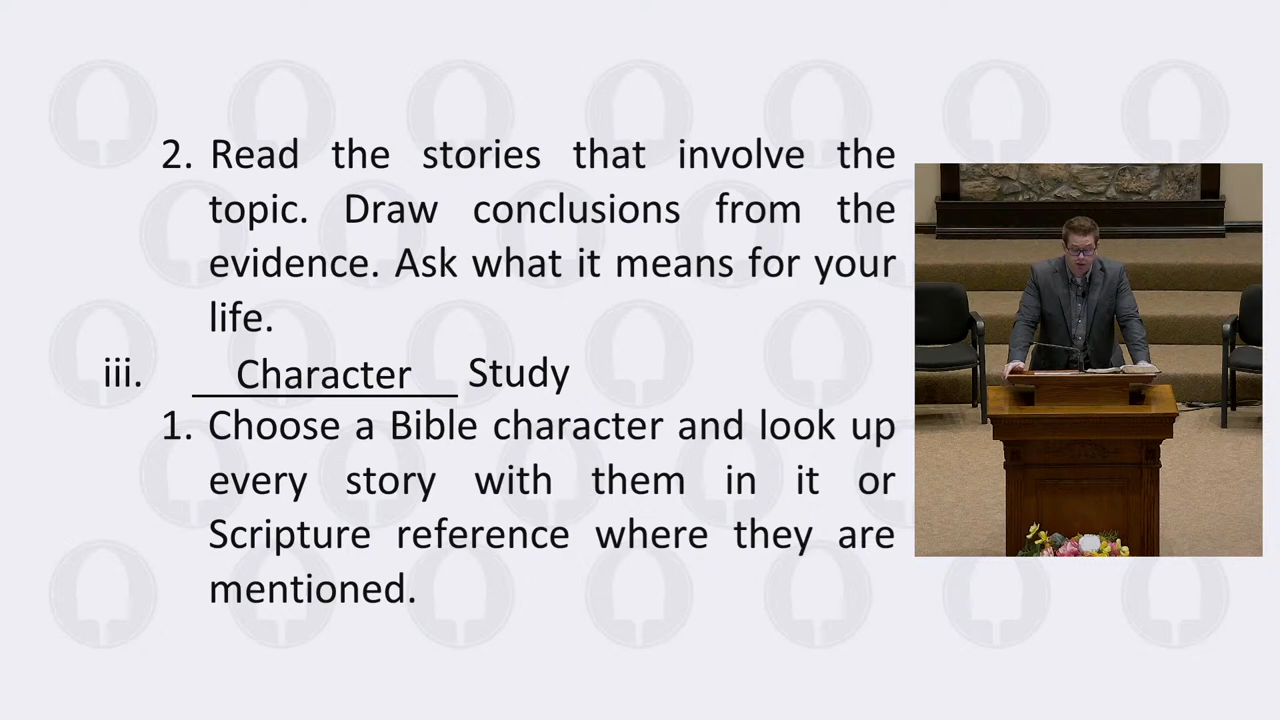 2. Read the stories that involve the
topic. Draw conclusions from the
evidence. Ask what it means for your
life.
iii. Character Study
1. Choose a Bible character and look up
every story with them in it or
Scripture reference where they are
mentioned.